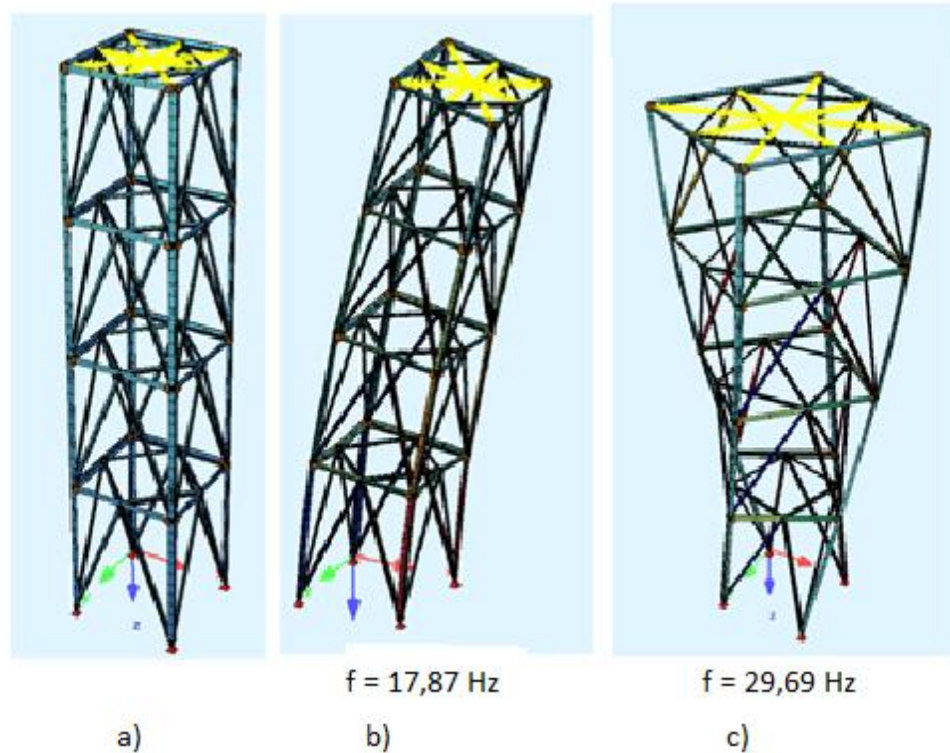 z
f = 17,87 Hz
f = 29,69 Hz
a)
b)
c)